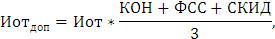 Иот_доп = Иот * (КОН + ФСС + СКИД) / 3,